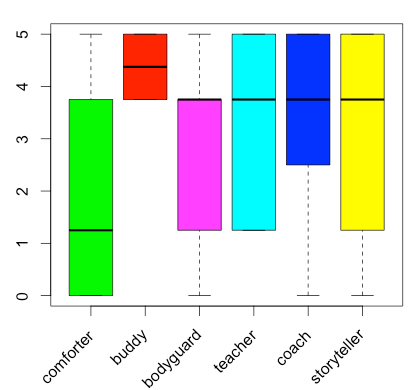 5
4
3
2
1
0
comforter
buddy
bodyguard
teacher
coach
storyteller